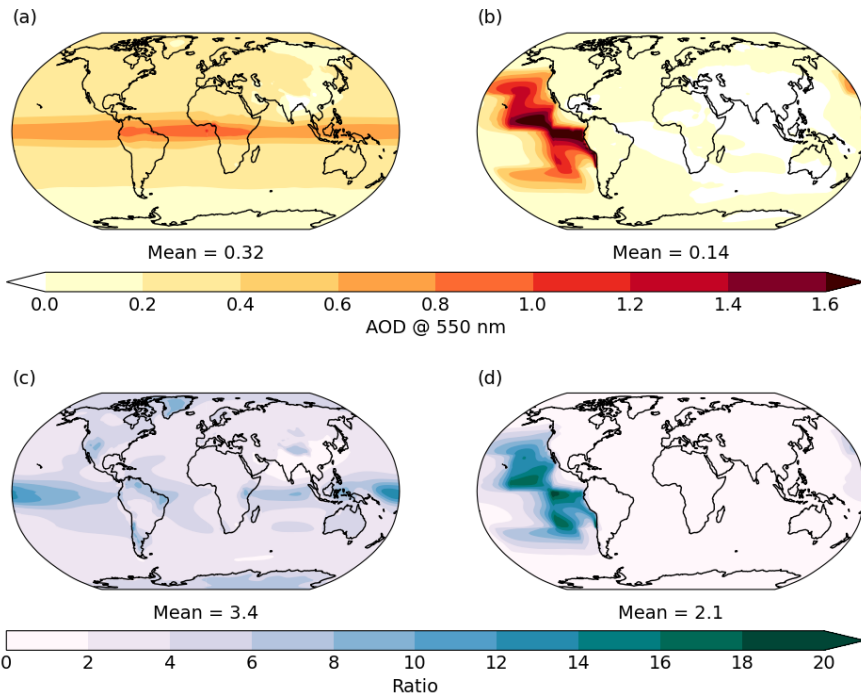 (a) (b)
Mean = 0.32 Mean = 0.14
0.0 0.2 0.4 0.6 0.8 1.0 1.2 1.4 1.6
AOD @ 550 nm
(c) (d)
Mean = 3.4 Mean = 2.1
0 2 4 6 8 10 12 14 16 18 20
Ratio